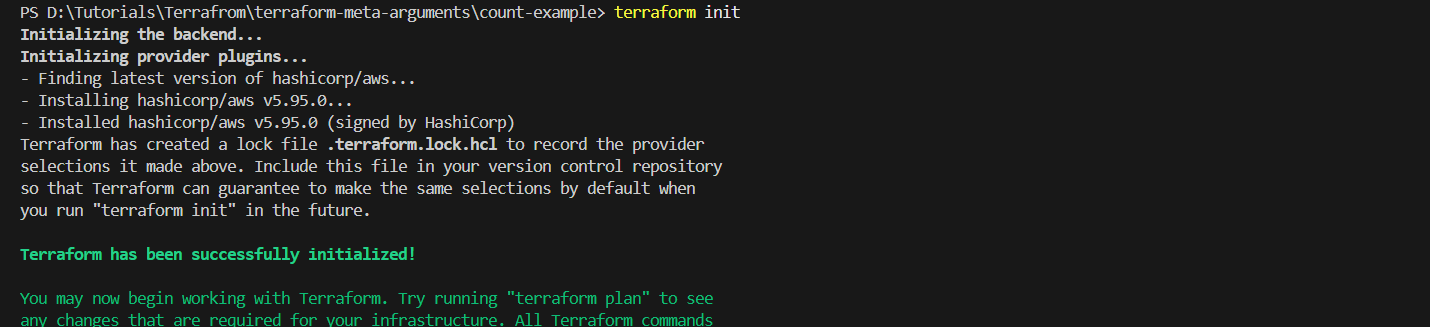 PS D:\Tutorials\Terrafrom\terraform-meta-arguments\count-example> terraform init
Initializing the backend...
Initializing provider plugins...
- Finding latest version of hashicorp/aws...
- Installing hashicorp/aws v5.95.0...
- Installed hashicorp/aws v5.95.0 (signed by HashiCorp)
Terraform has created a lock file .terraform.lock.hcl to record the provider
selections it made above. Include this file in your version control repository
so that Terraform can guarantee to make the same selections by default when
you run "terraform init" in the future.
Terraform has been successfully initialized!
You may now begin working with Terraform. Try running "terraform plan" to see
any changes that are required for your infrastructure. All Terraform commands